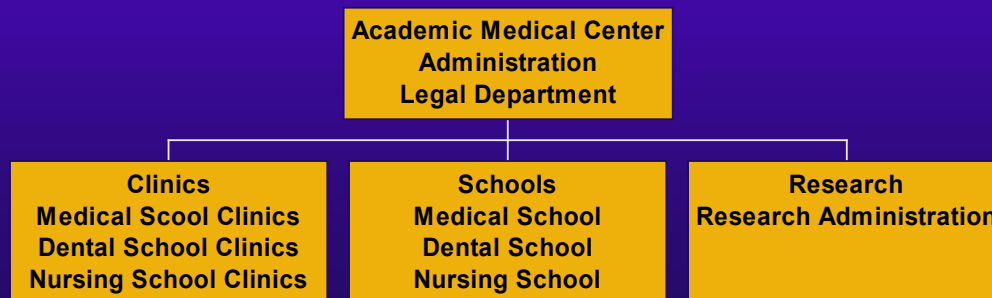 Academic Medical Center
Administration
Legal Department
Clinics
Medical Scool Clinics
Dental School Clinics
Nursing School Clinics
Schools
Medical School
Dental School
Nursing School
Research
Research Administration